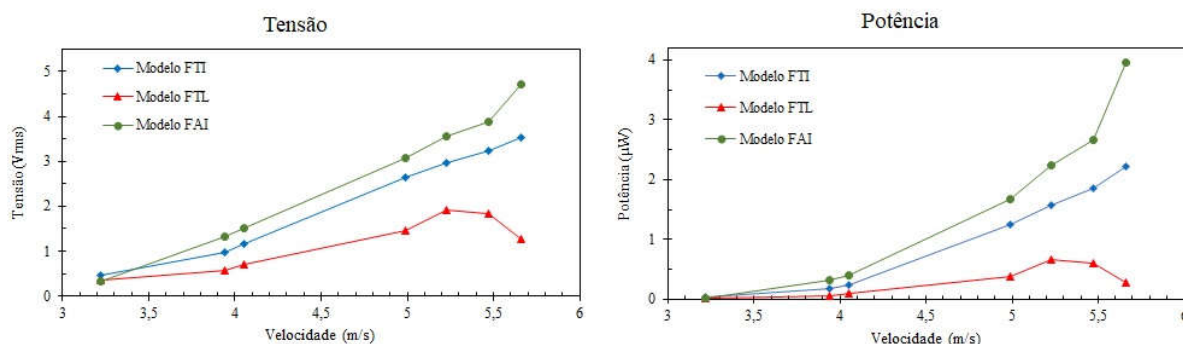 Tensão
5
4
3
2
1
0
Tensão (Vrms)
Modelo FTI
Modelo FTL
Modelo FAI
3
3,5
4
4,5
5
5,5
6
Velocidade (m/s)
Potência
4
3
2
1
0
Potência (µW)
Modelo FTI
Modelo FTL
Modelo FAI
3
3,5
4
4,5
5
5,5
6
Velocidade (m/s)